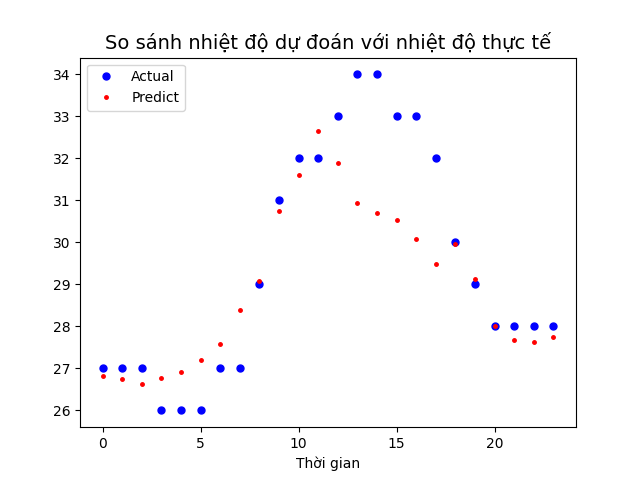 So sánh nhiệt độ dự đoán với nhiệt độ thực tế
Actual
Predict
34
33
32
31
30
29
28
27
26
0 5 10 15 20
Thời gian